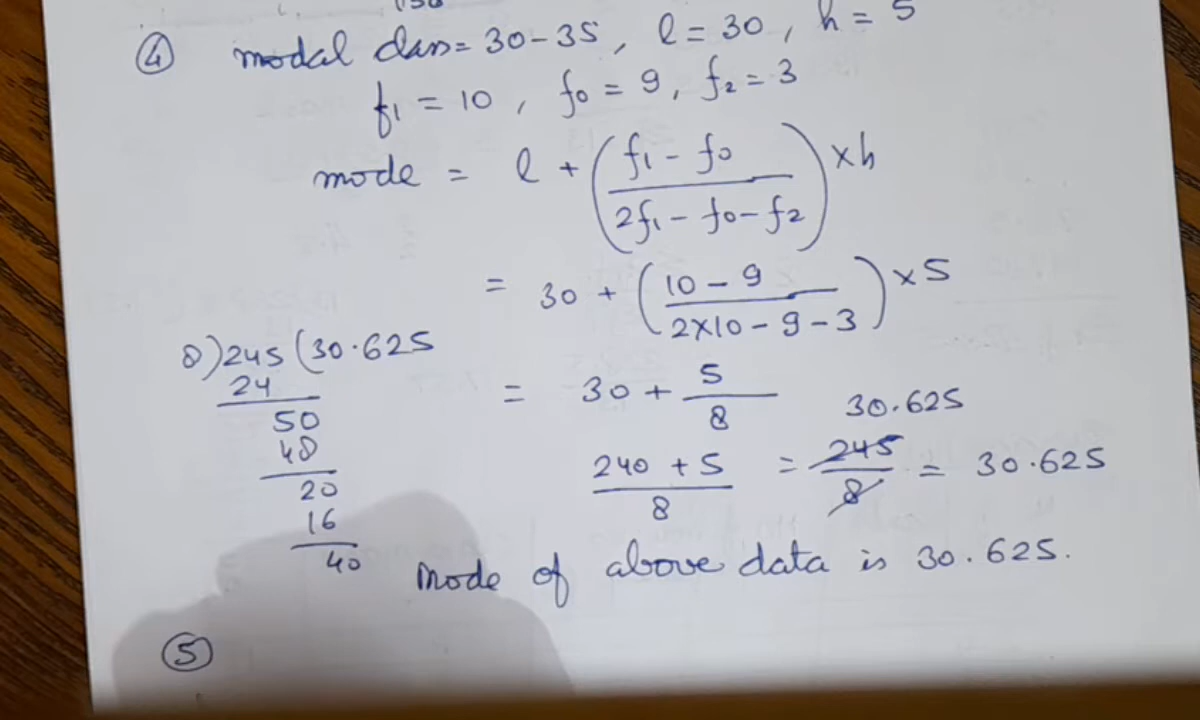 ④ modal class = 30-35, l = 30, h = 5
f1 = 10, f0 = 9, f2 = 3
mode = l + (f1 - f0 / 2f1 - f0 - f2) × h
= 30 + (10 - 9 / 2×10 - 9 - 3) × 5
= 30 + 5/8
30.625
240 + 5 / 8 = 245/8 = 30.625
8)245(30.625
24
50
48
20
16
40
Mode of above data is 30.625.
⑤